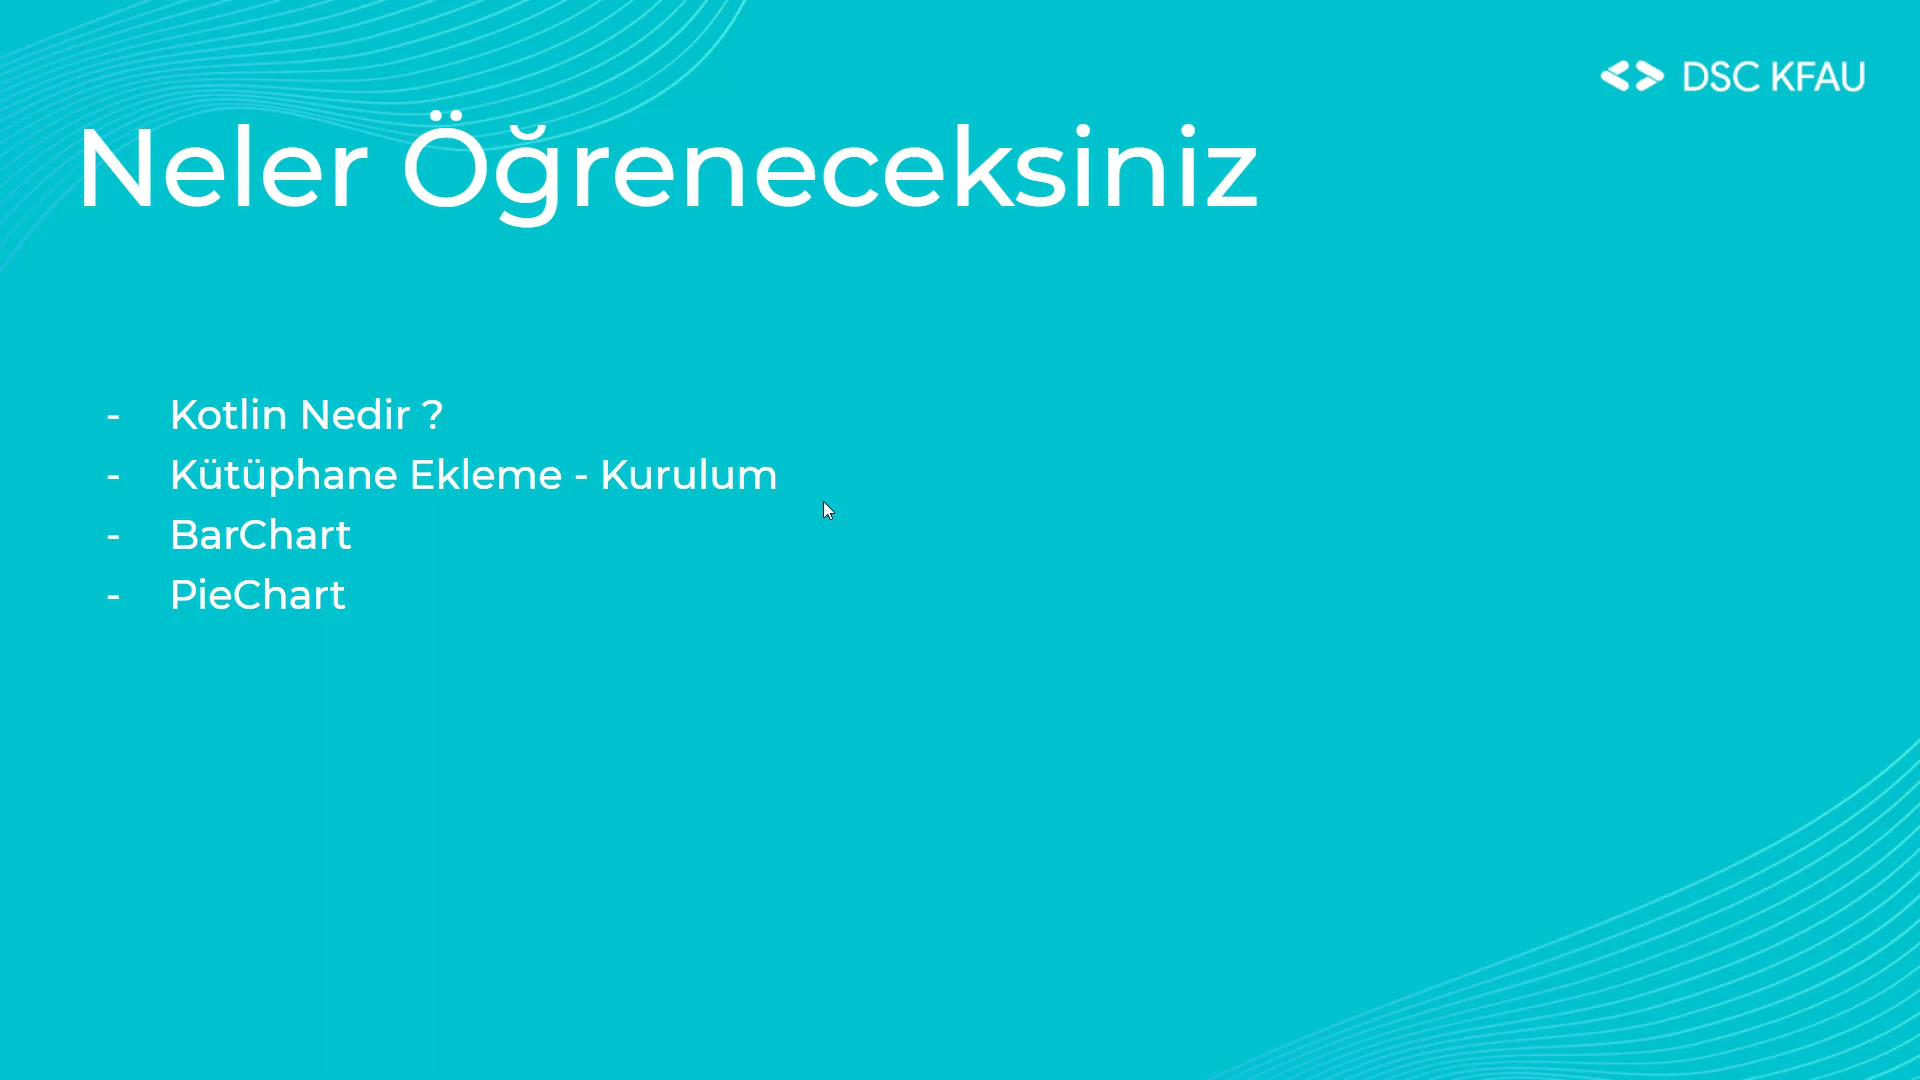 DSC KFAU
Neler Öğreneceksiniz
- Kotlin Nedir ?
- Kütüphane Ekleme - Kurulum
- BarChart
- PieChart